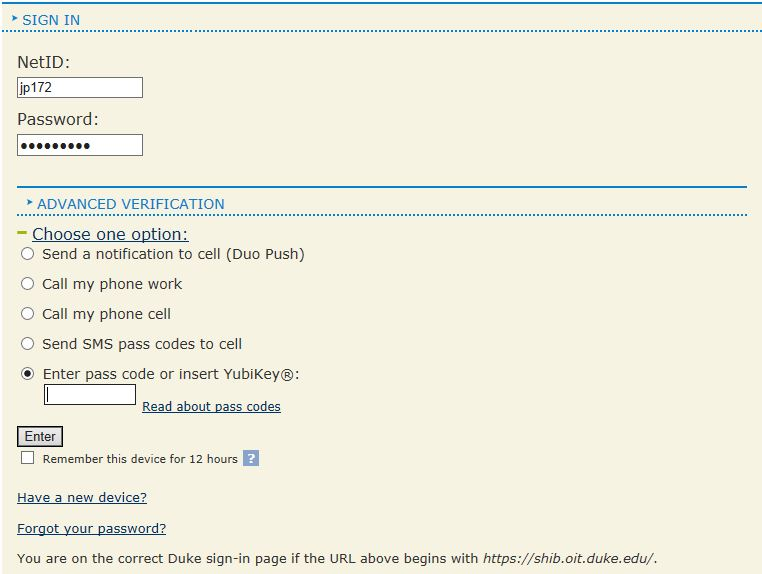 SIGN IN
NetID:
jp172
Password:
•••••••••
ADVANCED VERIFICATION
Choose one option:
Send a notification to cell (Duo Push)
Call my phone work
Call my phone cell
Send SMS pass codes to cell
Enter pass code or insert YubiKey®:
Read about pass codes
Enter
Remember this device for 12 hours ?
Have a new device?
Forgot your password?
You are on the correct Duke sign-in page if the URL above begins with https://shib.oit.duke.edu/.